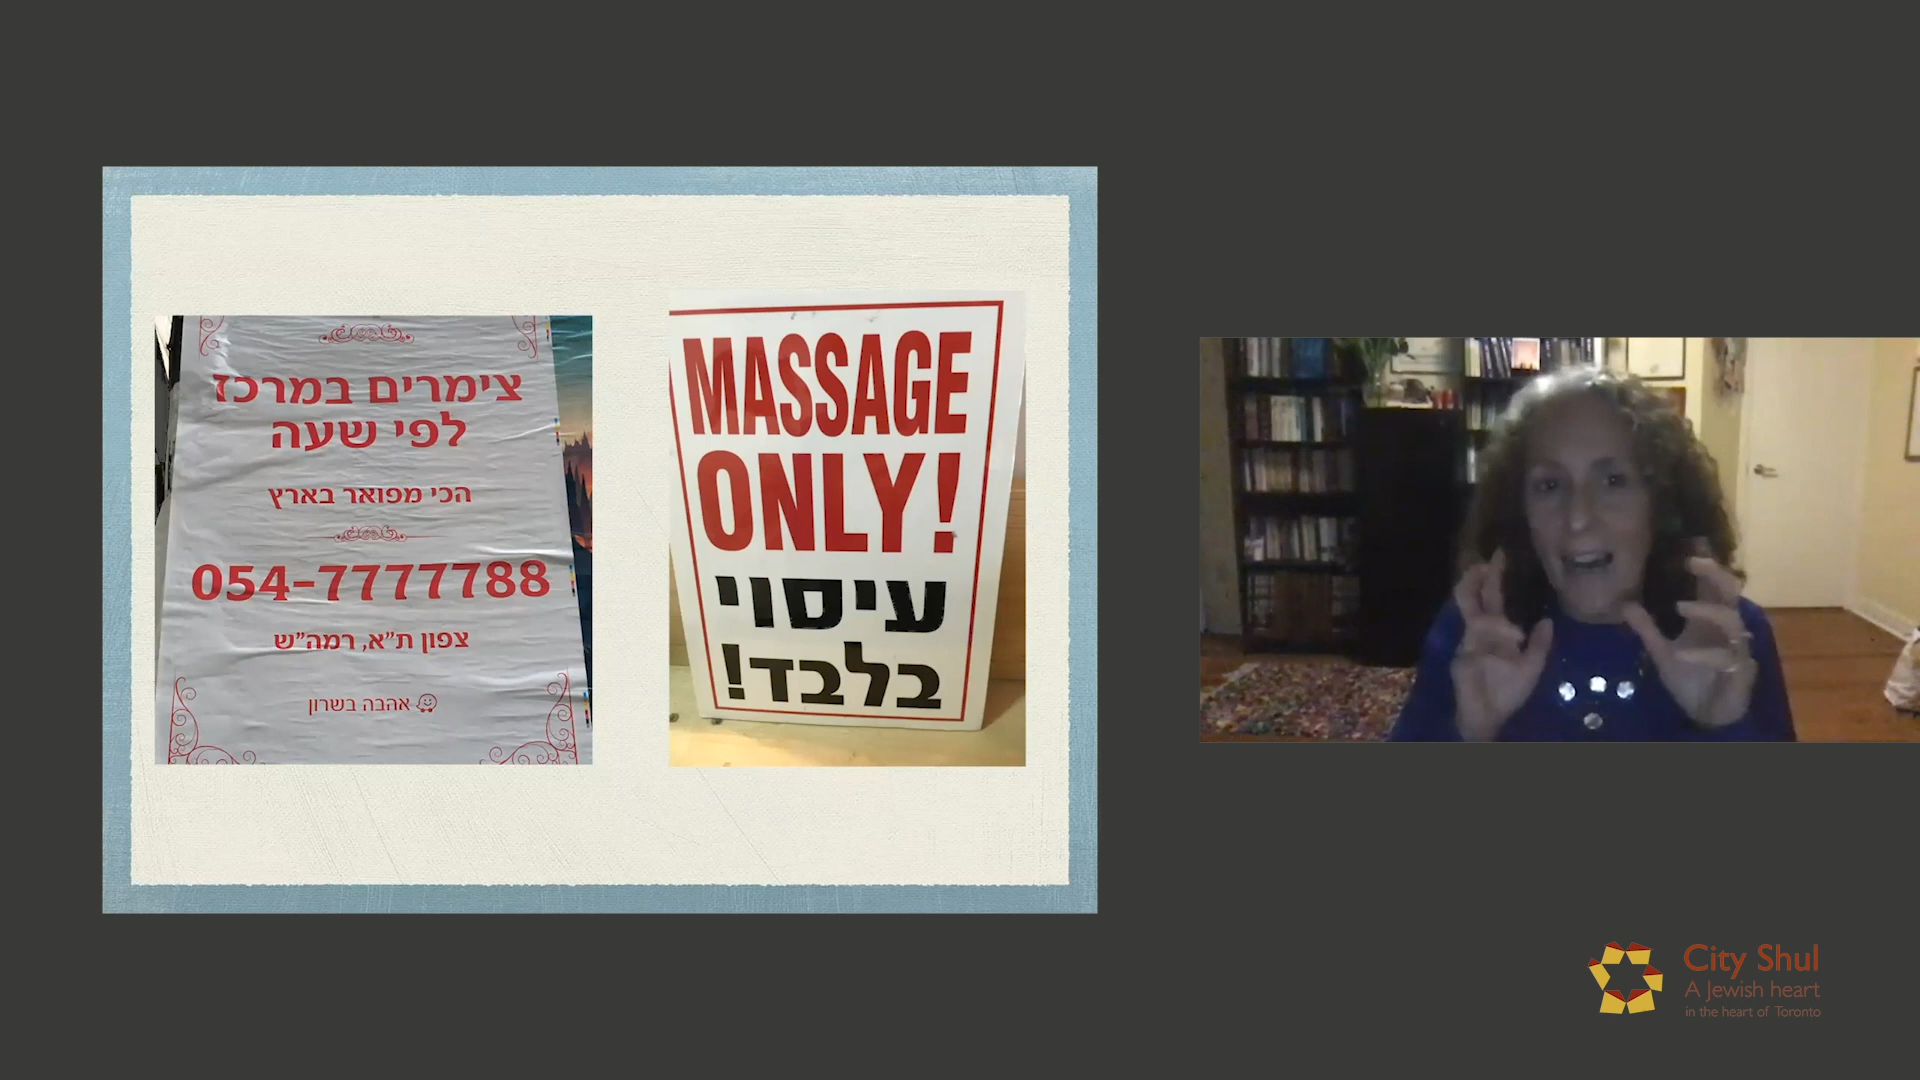 צימרים במרכז
לפי שעה
הכי מפואר בארץ
054-7777788
צפון ת"א, רמה"ש
אהבה בשרון
MASSAGE
ONLY!
עיסוי
בלבד!
City Shul
A Jewish heart
in the heart of Toronto